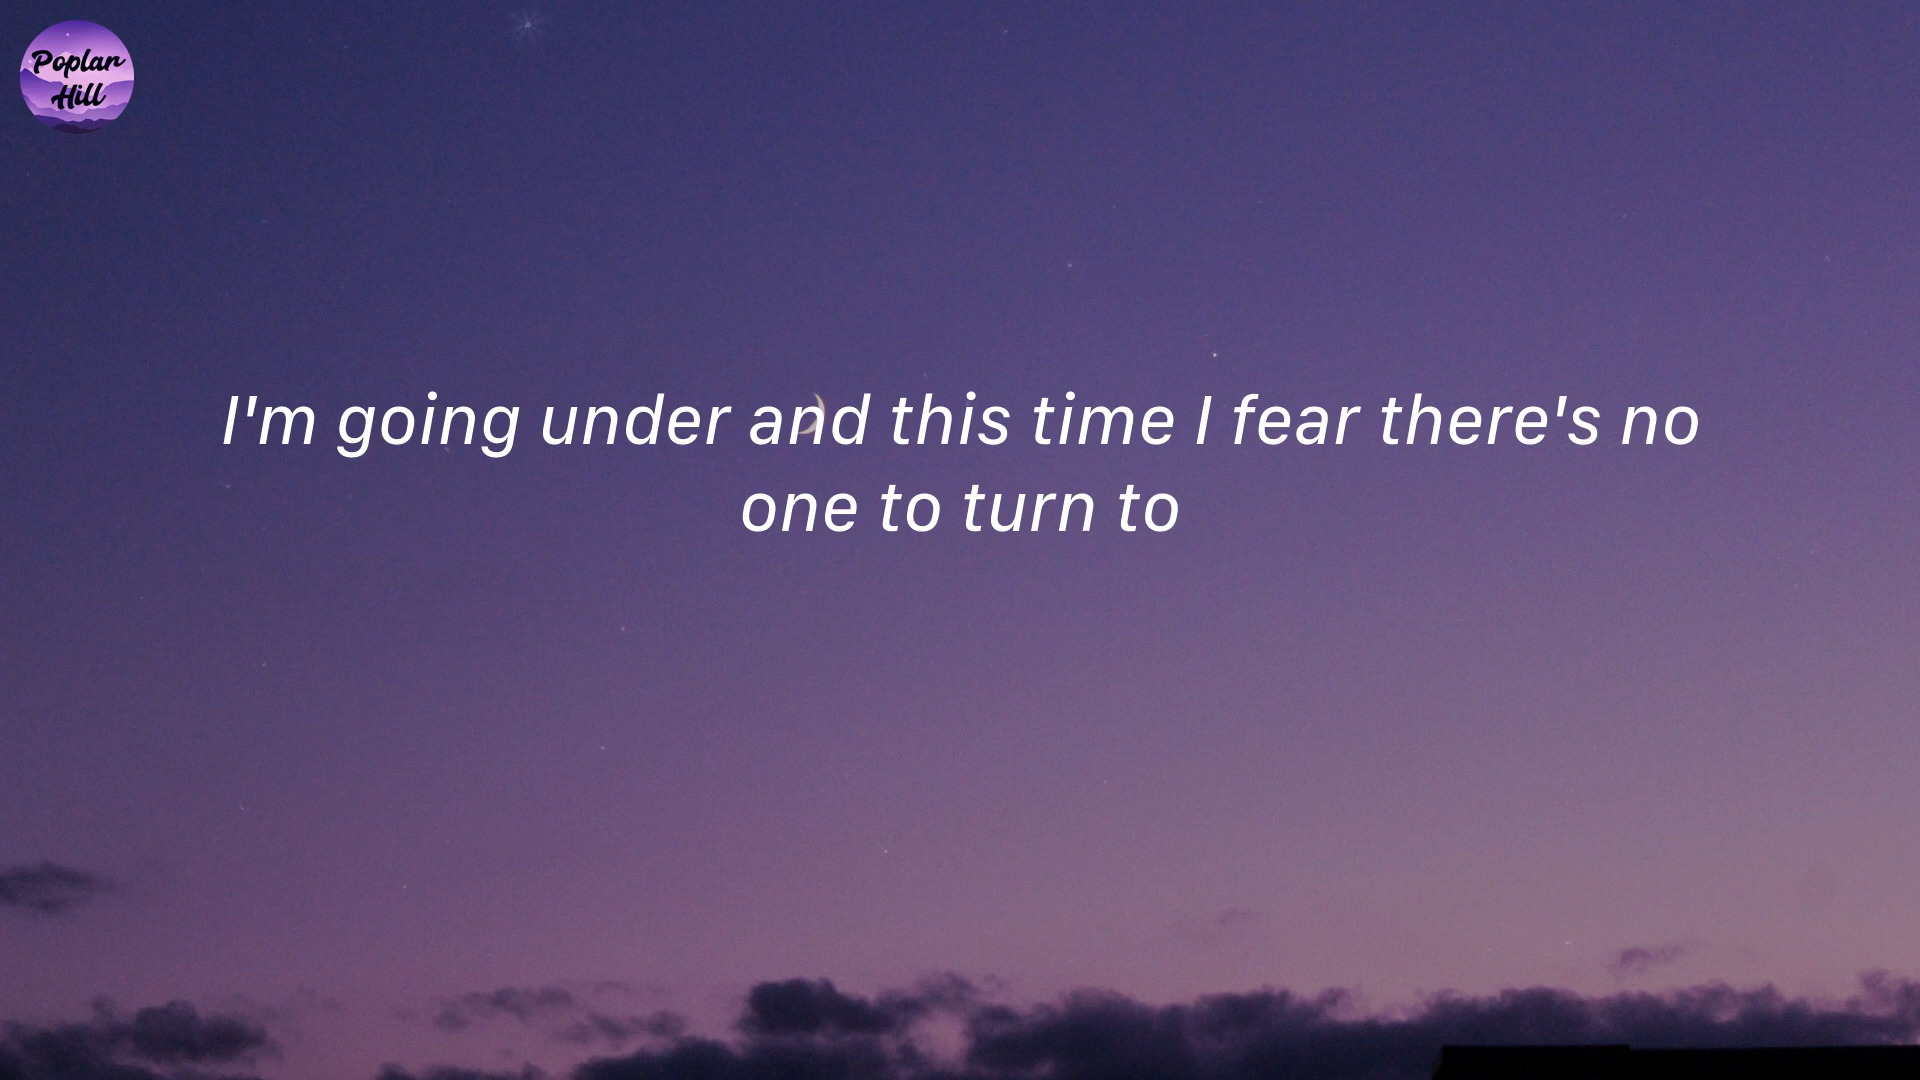 Poplar
Hill
I'm going under and this time I fear there's no
one to turn to